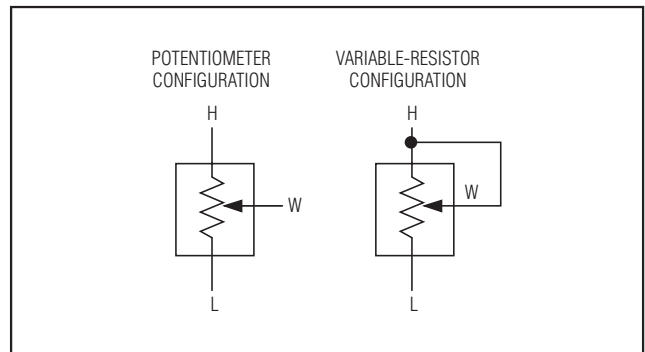 POTENTIOMETER
CONFIGURATION
H
W
L
VARIABLE-RESISTOR
CONFIGURATION
H
W
L